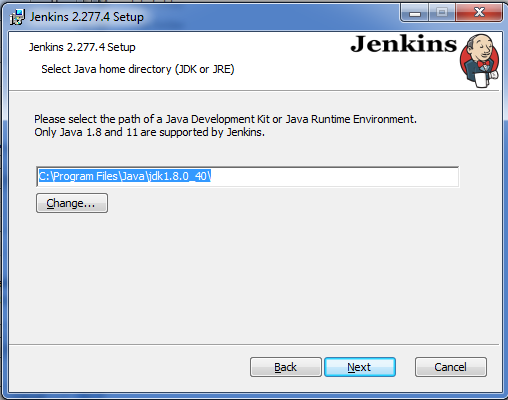 Jenkins 2.277.4 Setup
Jenkins 2.277.4 Setup
Jenkins
Select Java home directory (JDK or JRE)
Please select the path of a Java Development Kit or Java Runtime Environment.
Only Java 1.8 and 11 are supported by Jenkins.
C:\Program Files\Java\jdk1.8.0_40\
Change...
Back
Next
Cancel